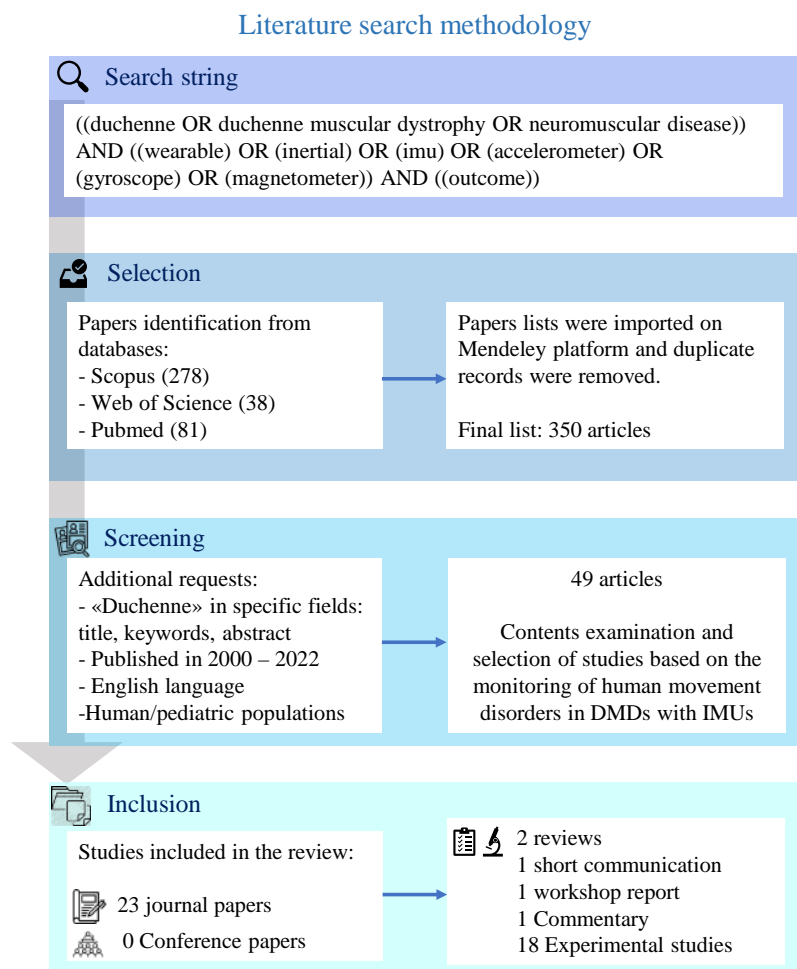 Literature search methodology
Search string
((duchenne OR duchenne muscular dystrophy OR neuromuscular disease))
AND ((wearable) OR (inertial) OR (imu) OR (accelerometer) OR
(gyroscope) OR (magnetometer)) AND ((outcome))
Selection
Papers identification from
databases:
- Scopus (278)
- Web of Science (38)
- Pubmed (81)
Papers lists were imported on
Mendeley platform and duplicate
records were removed.
Final list: 350 articles
Screening
Additional requests:
- «Duchenne» in specific fields:
title, keywords, abstract
- Published in 2000 – 2022
- English language
-Human/pediatric populations
49 articles
Contents examination and
selection of studies based on the
monitoring of human movement
disorders in DMDs with IMUs
Inclusion
Studies included in the review:
23 journal papers
0 Conference papers
2 reviews
1 short communication
1 workshop report
1 Commentary
18 Experimental studies